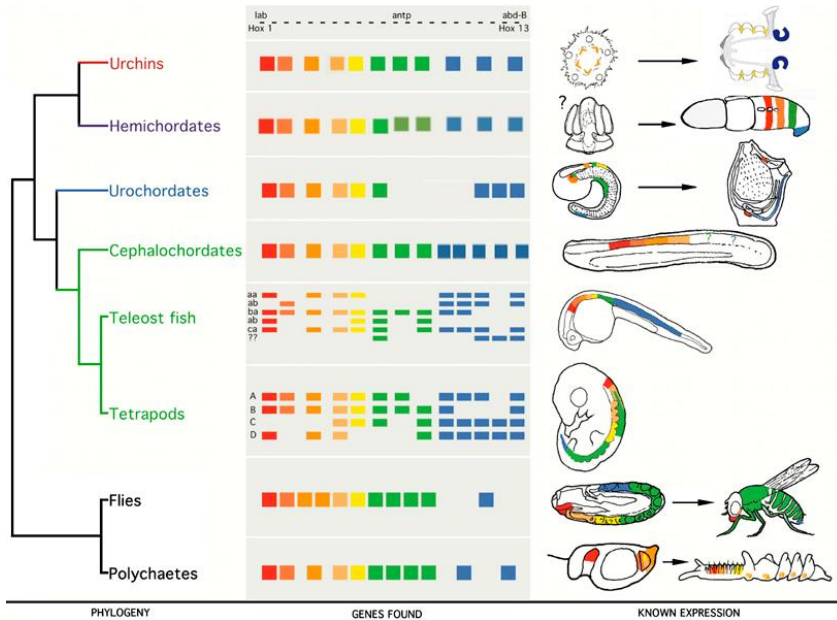 lab antp abd-B
Hox 1 Hox 13
Urchins
?
Hemichordates
Urochordates
Cephalochordates
? ?
aa
ab
ba
Teleost fish
ab
ca
??
A
Tetrapods
B
C
D
Flies
Polychaetes
PHYLOGENY GENES FOUND KNOWN EXPRESSION